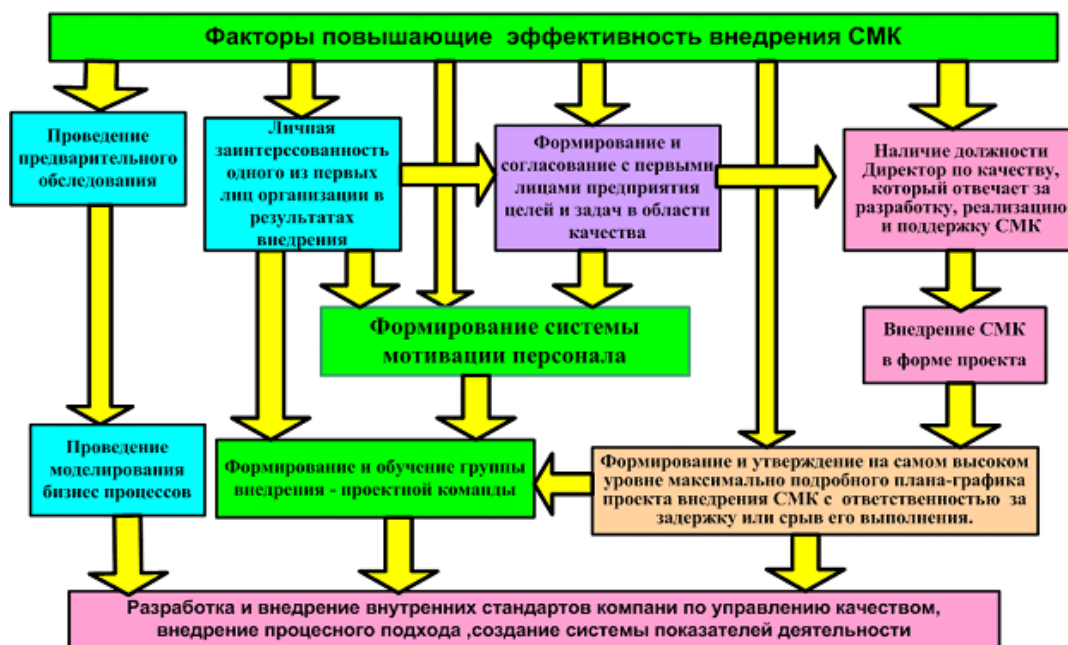 Факторы повышающие эффективность внедрения СМК
Проведение
предварительного
обследования
Личная
заинтерссованность
одного из первых
лиц организации в
результатах
внедрения
Формирование и
согласование с первыми
лицами предприятия
целей и задач в области
качества
Наличие должности
Директор по качеству,
который отвечает за
разработку, реализацию
и поддержку СМК
Формирование системы
мотивации персонала
Внедрение СМК
в форме проекта
Проведение
моделирования
бизнес процессов
Формирование и обучение группы
внедрения - проектной команды
Формирование и утверждение на самом высоком
уровне максимально подробного плана-графика
проекта внедрения СМК с ответственностью за
задержку или срыв его выполнения.
Разработка и внедрение внутренних стандартов компани по управлению качеством,
внедрение процесного подхода ,создание системы показателей деятельности